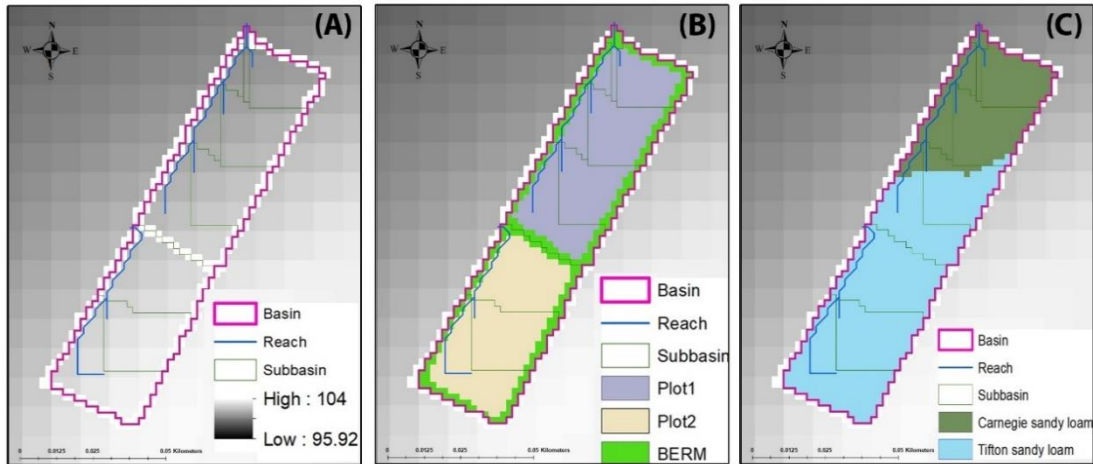 (A)
N
W E
S
Basin
Reach
Subbasin
High : 104
Low : 95.92
0 0.0125 0.025 0.05 Kilometers
(B)
N
W E
S
Basin
Reach
Subbasin
Plot1
Plot2
BERM
0 0.0125 0.025 0.05 Kilometers
(C)
N
W E
S
Basin
Reach
Subbasin
Carnegie sandy loam
Tifton sandy loam
0 0.0125 0.025 0.05 Kilometers